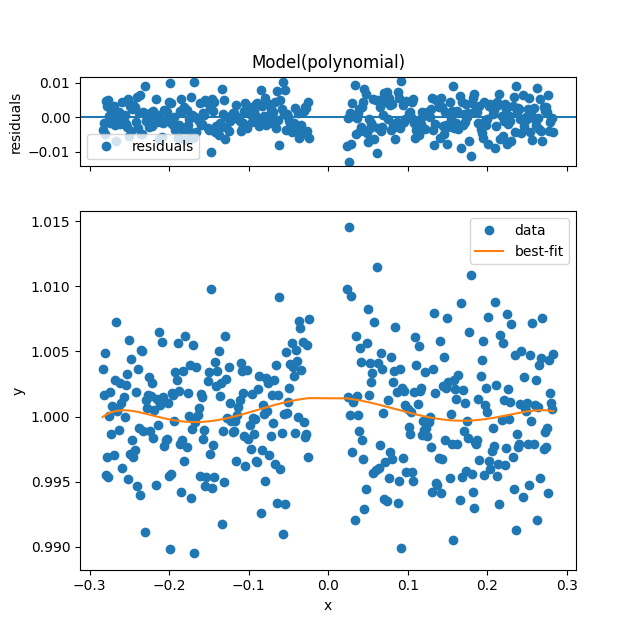 Model(polynomial)
0.01
0.00
−0.01
residuals
residuals
1.015
1.010
1.005
1.000
0.995
0.990
y
data
best-fit
−0.3
−0.2
−0.1
0.0
0.1
0.2
0.3
x